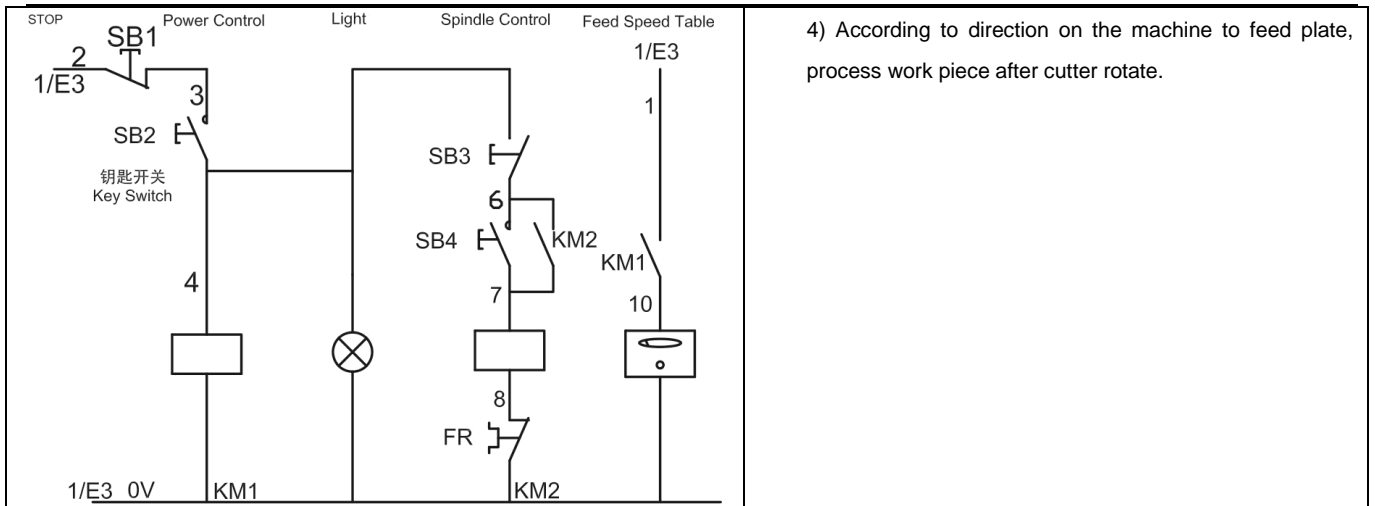 STOP Power Control Light Spindle Control Feed Speed Table
SB1
2
1/E3
1/E3
3
1
SB2
SB3
钥匙开关
Key Switch
6
SB4
KM2
KM1
4
7
10
8
FR
1/E3 0V KM1 KM2
4) According to direction on the machine to feed plate,
process work piece after cutter rotate.